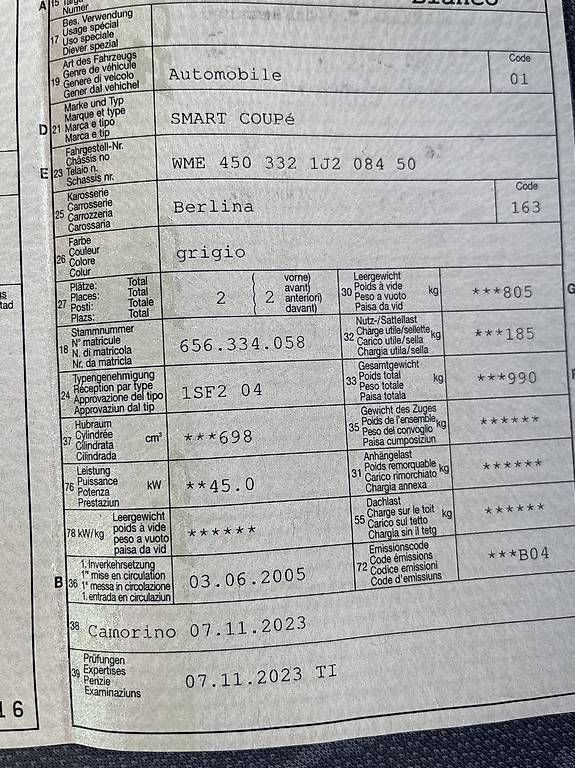 A 15 Targa
Numer
Bianco
Bes. Verwendung
17 Usage spécial
Uso speciale
Diever spezial
Art des Fahrzeugs
19 Genre de véhicule
Genere di veicolo
Gener dal vehichel
Automobile
Code
01
Marke und Typ
D 21 Marque et type
Marca e tipo
Marca e tip
SMART COUPé
Fahrgestell-Nr.
E 23 Châssis no
Telaio n.
Schassis nr.
WME 450 332 1J2 084 50
Karosserie
25 Carrosserie
Carrozzeria
Carossaria
Berlina
Code
163
Farbe
26 Couleur
Colore
Colur
grigio
Plätze: Total
27 Places: Total
Posti: Totale
Plazs: Total
2
( 2
vorne)
avant)
anteriori)
davant)
Leergewicht
30 Poids à vide kg
Peso a vuoto
Paisa da vid
***805
G
Stammnummer
18 N° matricule
N. di matricola
Nr. da matricla
656.334.058
Nutz-/Sattellast
32 Charge utile/sellette kg
Carico utile/sella
Chargia utila/sella
***185
Typengenehmigung
24 Réception par type
Approvazione del tipo
Approvaziun dal tip
1SF2 04
Gesamtgewicht
33 Poids total kg
Peso totale
Paisa totala
***990
Hubraum
37 Cylindrée cm³
Cilindrata
Cilindrada
***698
Gewicht des Zuges
35 Poids de l'ensemble kg
Peso del convoglio
Paisa cumposiziun
******
Leistung
76 Puissance kW
Potenza
Prestaziun
**45.0
Anhängelast
31 Poids remorquable kg
Carico rimorchiato
Chargia annexa
******
Leergewicht
78 kW/kg poids à vide
peso a vuoto
paisa da vid
******
Dachlast
55 Charge sur le toit kg
Carico sul tetto
Chargia sin il tetg
******
1. Inverkehrsetzung
B 36 1re mise en circulation
1a messa in circolazione
1. entrada en circulaziun
03.06.2005
Emissionscode
72 Code émissions
Codice emissioni
Code d'emissiuns
***B04
38 Camorino 07.11.2023
Prüfungen
39 Expertises
Perizie
Examinaziuns
07.11.2023 TI
16